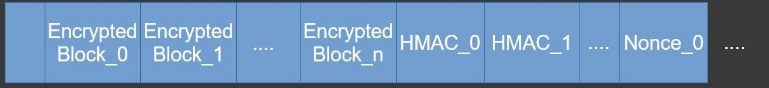 Encrypted Block_0
Encrypted Block_1
....
Encrypted Block_n
HMAC_0
HMAC_1
....
Nonce_0
....